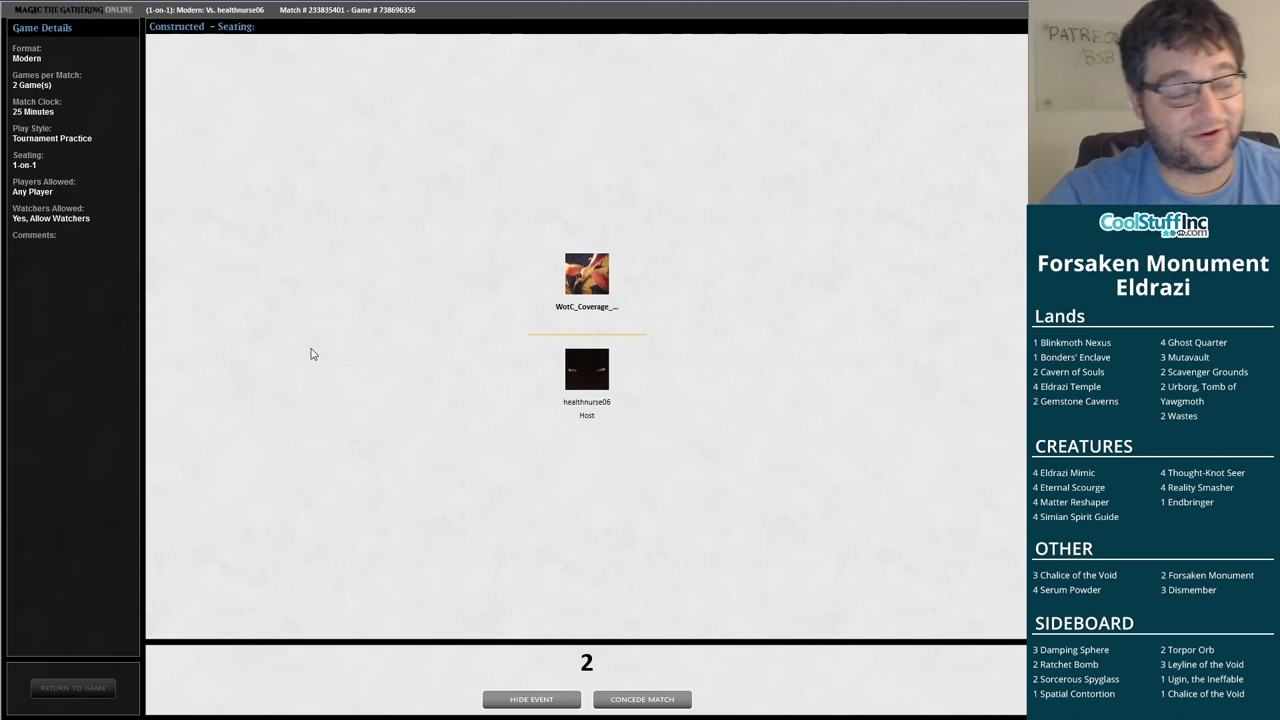 MAGIC THE GATHERING ONLINE
(1-on-1): Modern: Vs. healthnurse06 Match # 233835401 - Game # 738696356
Game Details
Format:
Modern
Games per Match:
2 Game(s)
Match Clock:
25 Minutes
Play Style:
Tournament Practice
Seating:
1-on-1
Players Allowed:
Any Player
Watchers Allowed:
Yes, Allow Watchers
Comments:
RETURN TO GAME
Constructed - Seating:
WotC_Coverage_...
healthnurse06
Host
2
HIDE EVENT
CONCEDE MATCH
PATREO
/BSB
CoolStuffInc
.com
Forsaken Monument
Eldrazi
Lands
1 Blinkmoth Nexus
1 Bonders' Enclave
2 Cavern of Souls
4 Eldrazi Temple
2 Gemstone Caverns
4 Ghost Quarter
3 Mutavault
2 Scavenger Grounds
2 Urborg, Tomb of
Yawgmoth
2 Wastes
CREATURES
4 Eldrazi Mimic
4 Eternal Scourge
4 Matter Reshaper
4 Simian Spirit Guide
4 Thought-Knot Seer
4 Reality Smasher
1 Endbringer
OTHER
3 Chalice of the Void
4 Serum Powder
2 Forsaken Monument
3 Dismember
SIDEBOARD
3 Damping Sphere
2 Ratchet Bomb
2 Sorcerous Spyglass
1 Spatial Contortion
2 Torpor Orb
3 Leyline of the Void
1 Ugin, the Ineffable
1 Chalice of the Void